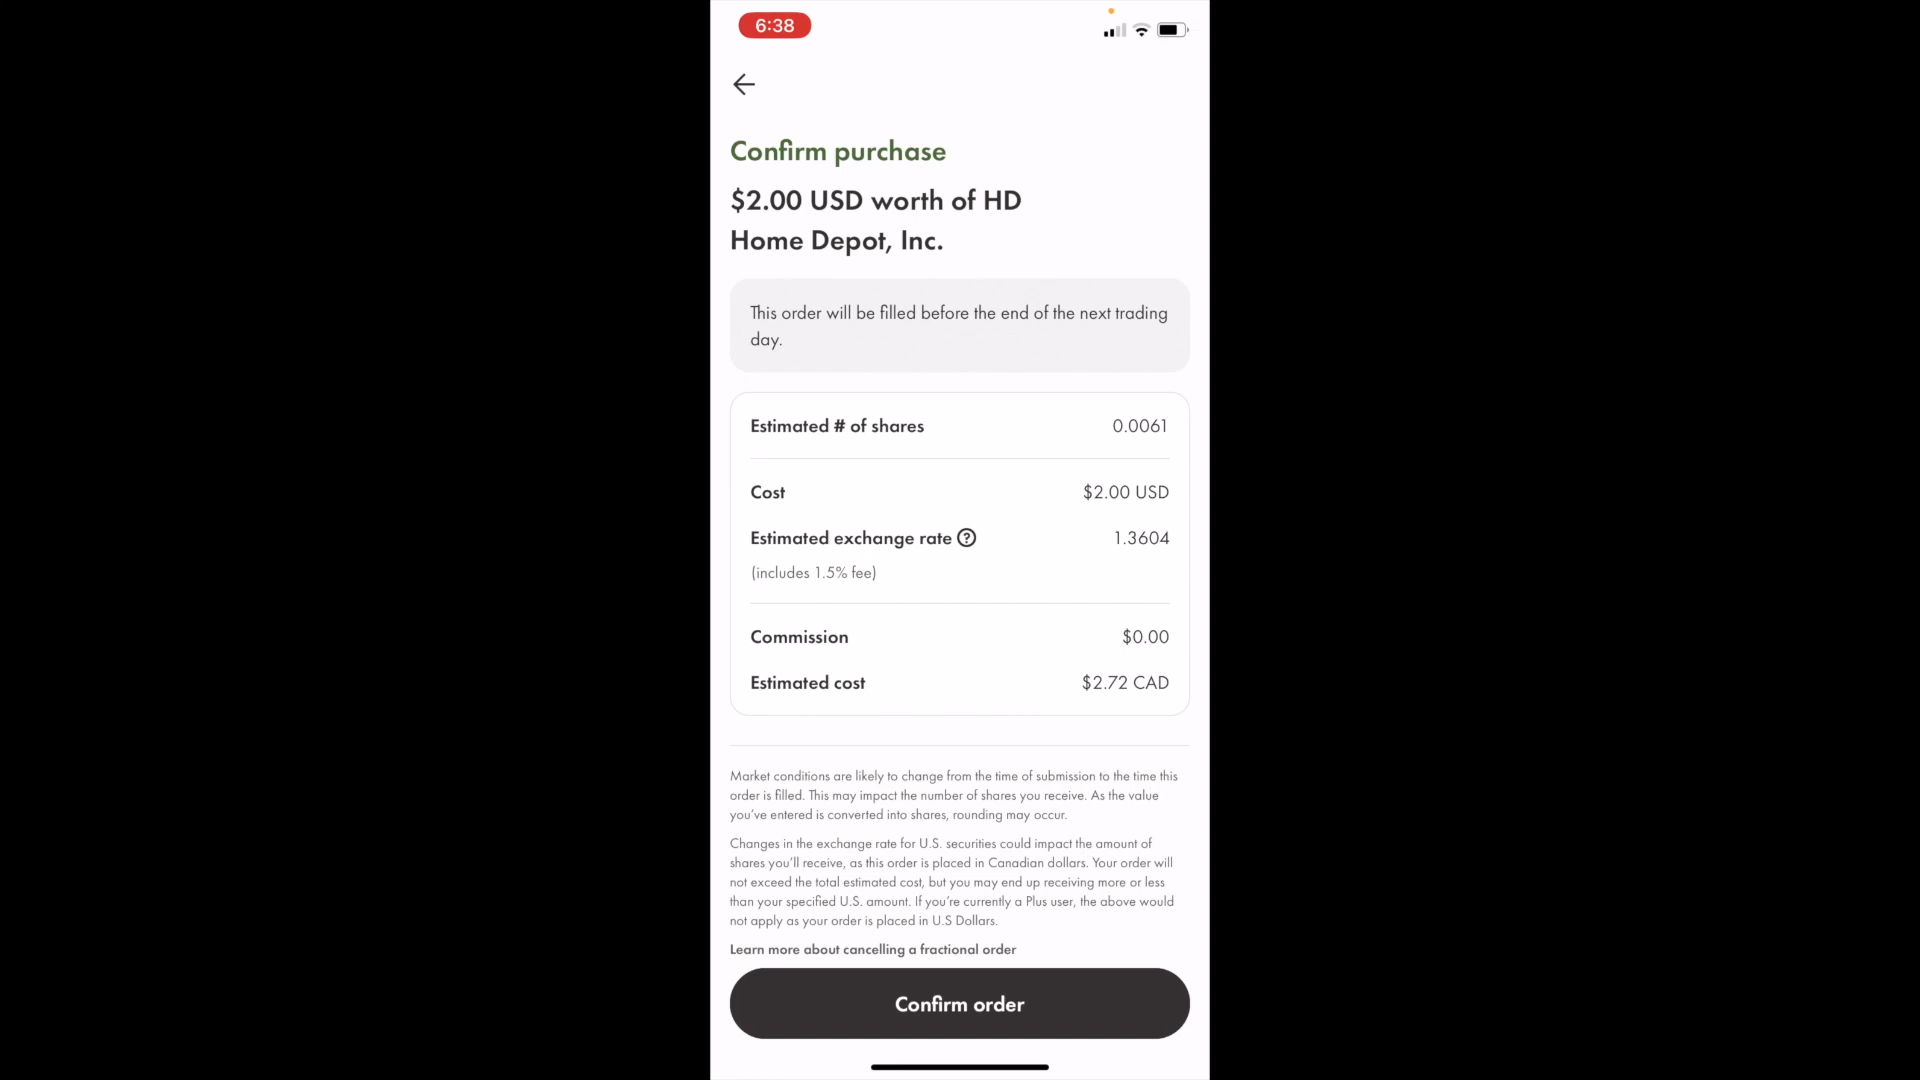 6:38
Confirm purchase
$2.00 USD worth of HD
Home Depot, Inc.
This order will be filled before the end of the next trading
day.
Estimated # of shares 0.0061
Cost $2.00 USD
Estimated exchange rate ? 1.3604
(includes 1.5% fee)
Commission $0.00
Estimated cost $2.72 CAD
Market conditions are likely to change from the time of submission to the time this
order is filled. This may impact the number of shares you receive. As the value
you've entered is converted into shares, rounding may occur.
Changes in the exchange rate for U.S. securities could impact the amount of
shares you'll receive, as this order is placed in Canadian dollars. Your order will
not exceed the total estimated cost, but you may end up receiving more or less
than your specified U.S. amount. If you're currently a Plus user, the above would
not apply as your order is placed in U.S Dollars.
Learn more about cancelling a fractional order
Confirm order